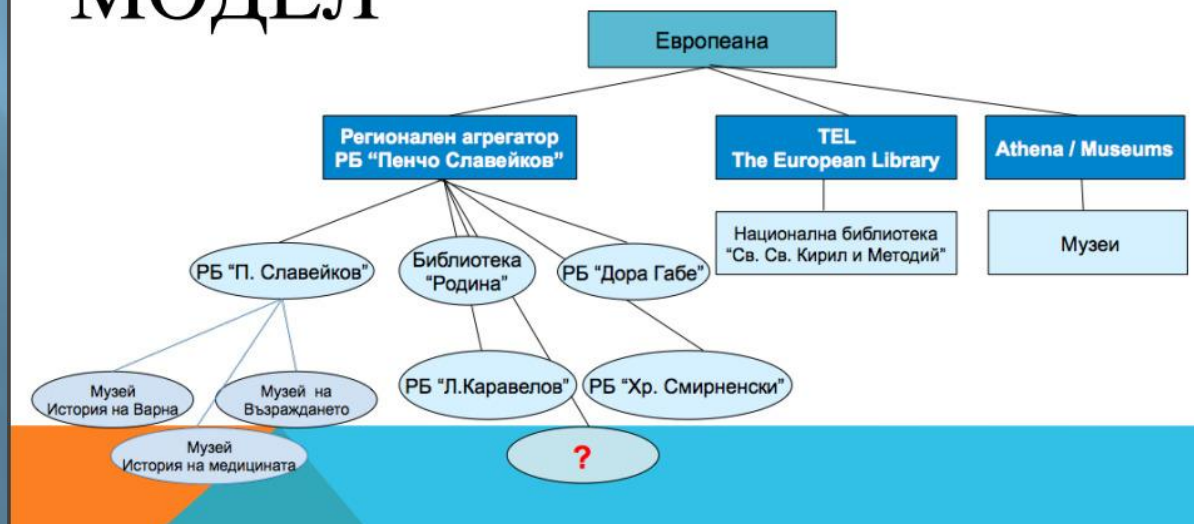 МОДЕЛ
Европеана
Регионален агрегатор
РБ “Пенчо Славейков”
TEL
The European Library
Athena / Museums
Национална библиотека
“Св. Св. Кирил и Методий”
Музеи
РБ “П. Славейков”
Библиотека
“Родина”
РБ “Дора Габе”
Музей
История на Варна
Музей на
Възраждането
РБ “Л.Каравелов”
РБ “Хр. Смирненски”
Музей
История на медицината
?